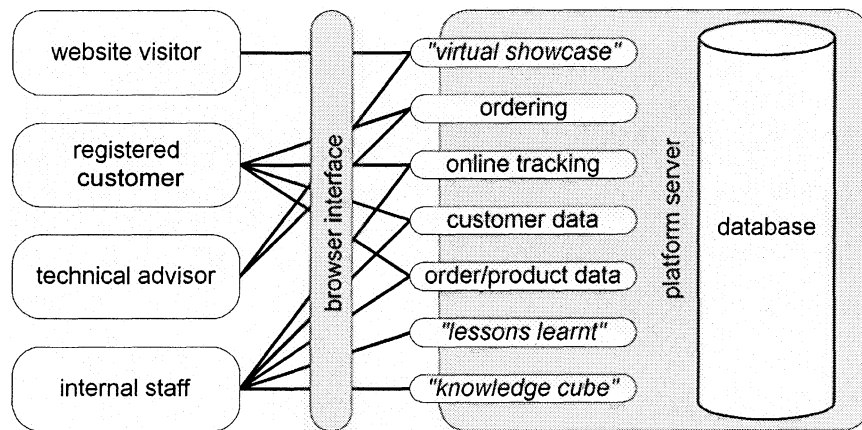 website visitor
registered
customer
technical advisor
internal staff
browser interface
"virtual showcase"
ordering
online tracking
customer data
order/product data
"lessons learnt"
"knowledge cube"
platform server
database